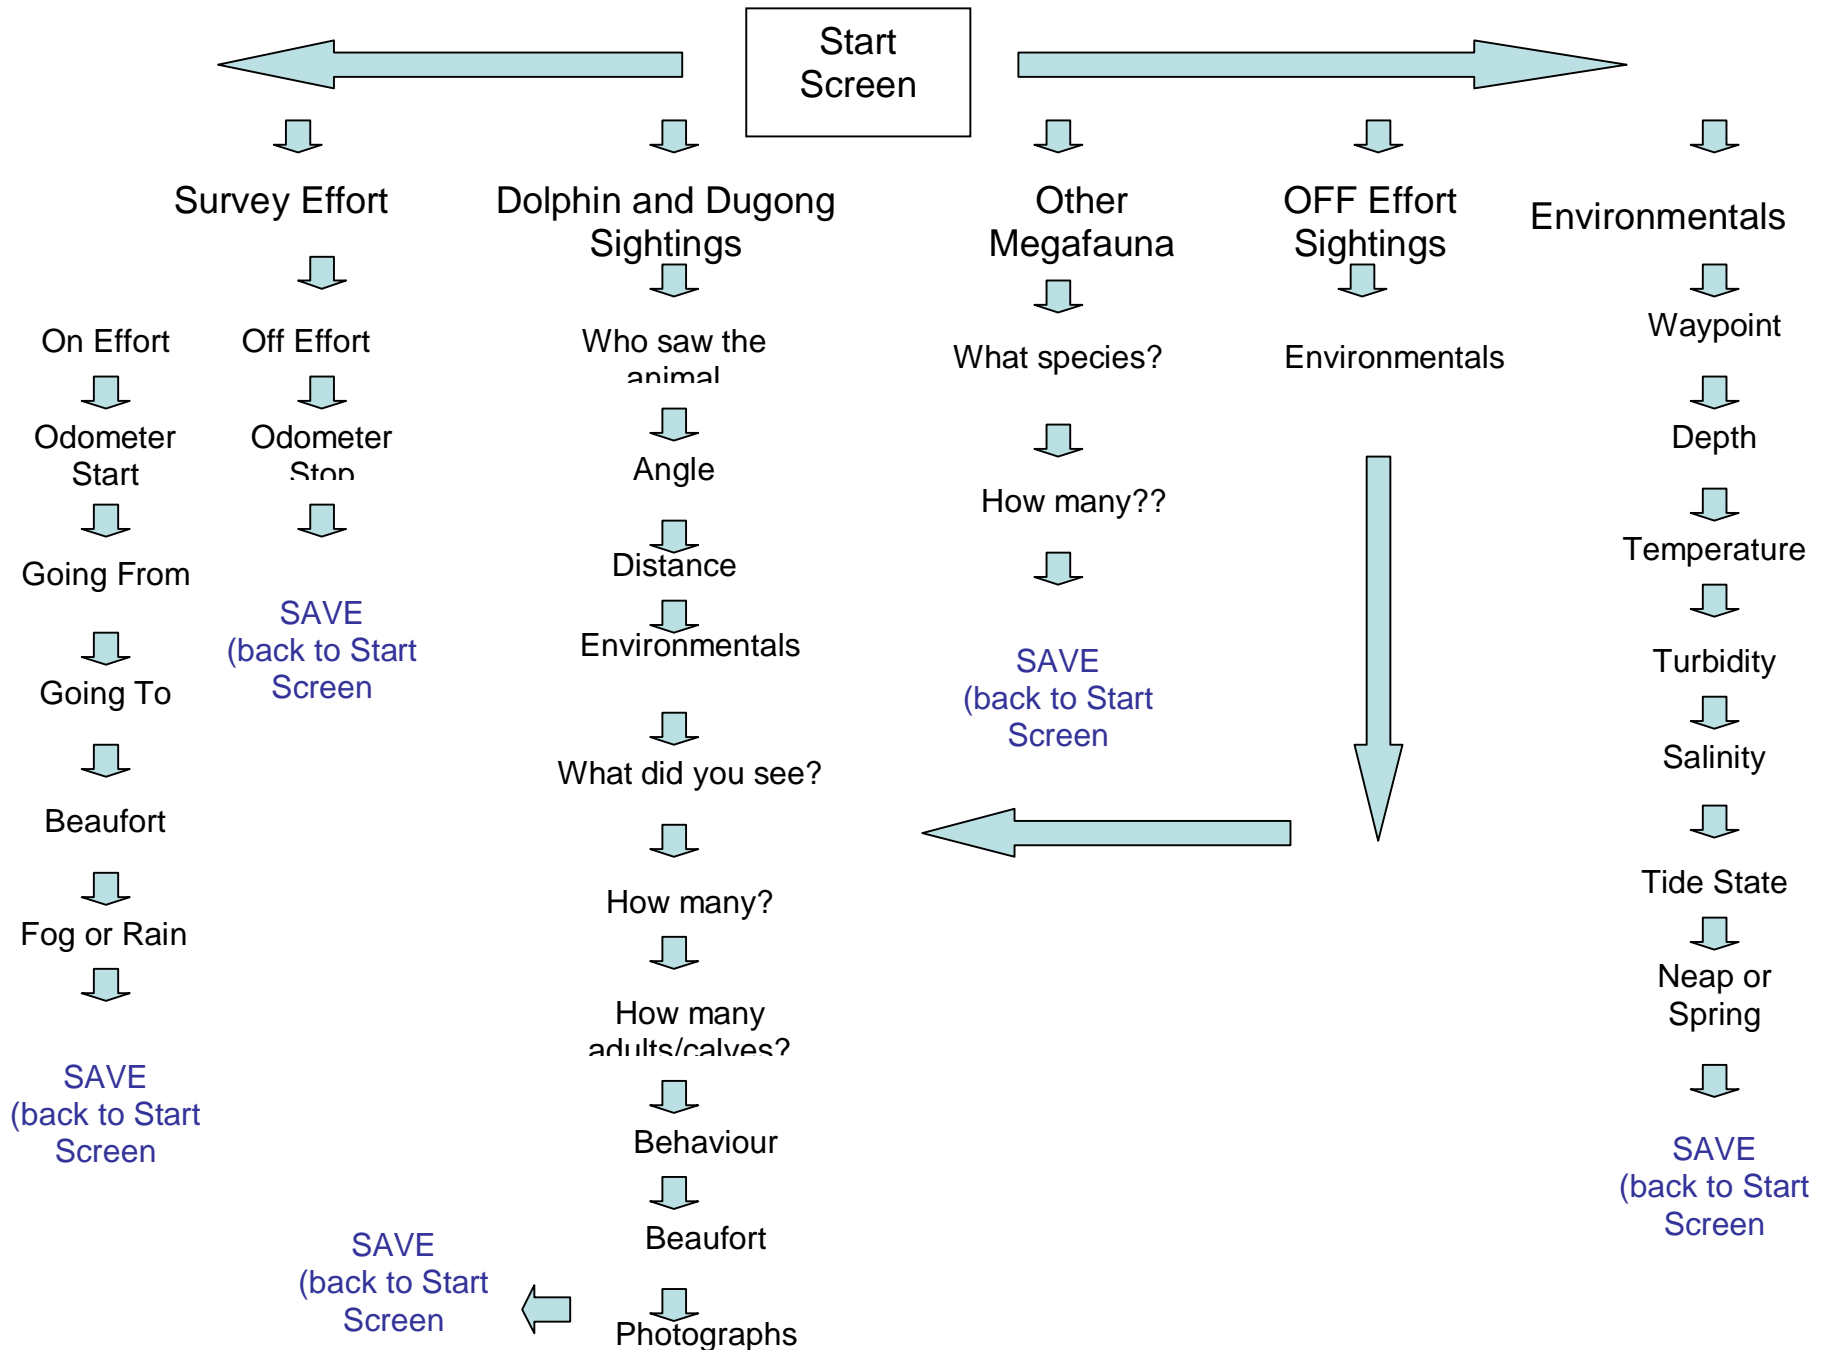 Start
Screen
Survey Effort
On Effort
Odometer
Start
Going From
Going To
Beaufort
Fog or Rain
SAVE
(back to Start
Screen
Off Effort
Odometer
Stop
SAVE
(back to Start
Screen
Dolphin and Dugong
Sightings
Who saw the
animal
Angle
Distance
Environmentals
What did you see?
How many?
How many
adults/calves?
Behaviour
Beaufort
Photographs
SAVE
(back to Start
Screen
Other
Megafauna
What species?
How many??
SAVE
(back to Start
Screen
OFF Effort
Sightings
Environmentals
Environmentals
Waypoint
Depth
Temperature
Turbidity
Salinity
Tide State
Neap or
Spring
SAVE
(back to Start
Screen